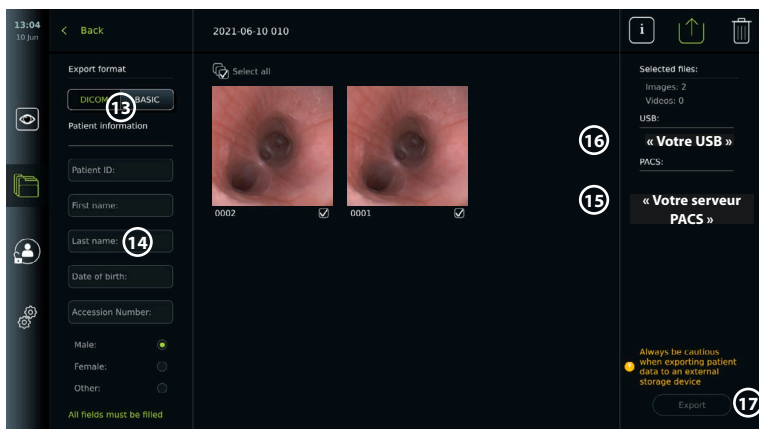 13:04
10 Jun
Back
2021-06-10 010
i
Export format
DICOM
BASIC
13
Patient information
Patient ID:
First name:
Last name:
14
Date of birth:
Accession Number:
Male:
Female:
Other:
All fields must be filled
Select all
0002
0001
Selected files:
Images: 2
Videos: 0
USB:
16
« Votre USB »
PACS:
15
« Votre serveur
PACS »
Always be cautious
when exporting patient
data to an external
storage device
Export
17